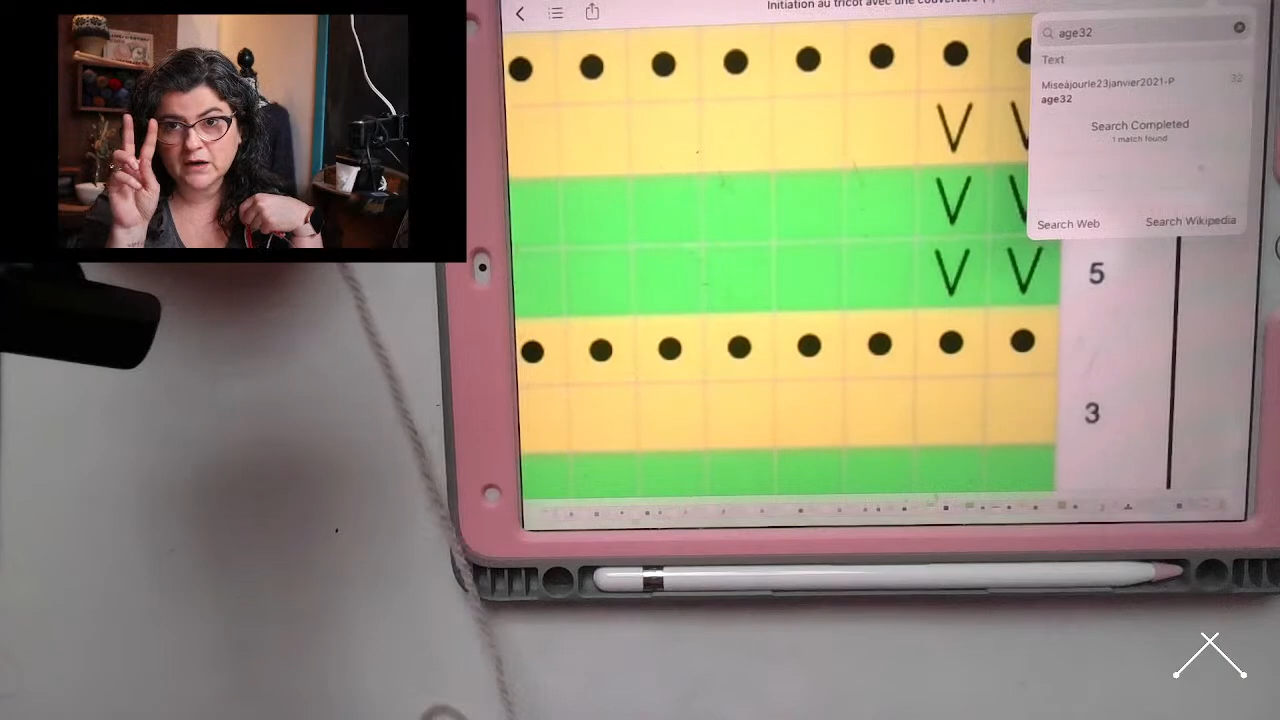 Initiation au tricot avec une couverture
age32
Text
Miseàjourle23janvier2021-P 32
age32
Search Completed
1 match found
Search Web Search Wikipedia
V
V
V V
5
3